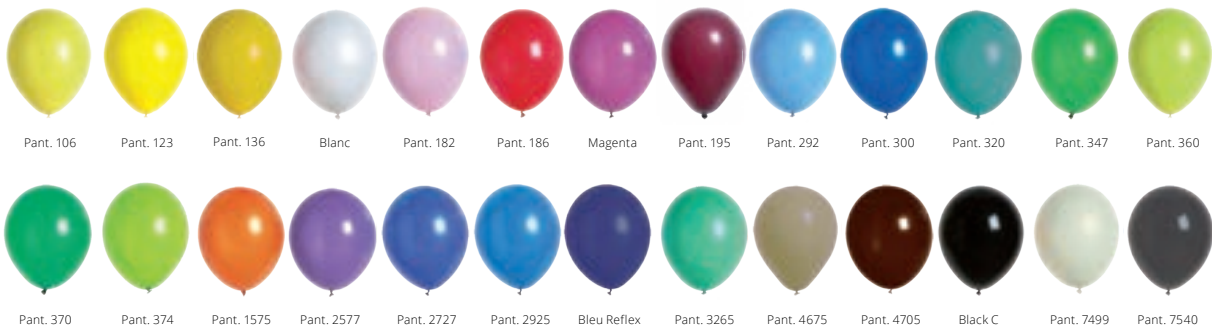 Pant. 106 Pant. 123 Pant. 136 Blanc Pant. 182 Pant. 186 Magenta Pant. 195 Pant. 292 Pant. 300 Pant. 320 Pant. 347 Pant. 360
Pant. 370 Pant. 374 Pant. 1575 Pant. 2577 Pant. 2727 Pant. 2925 Bleu Reflex Pant. 3265 Pant. 4675 Pant. 4705 Black C Pant. 7499 Pant. 7540